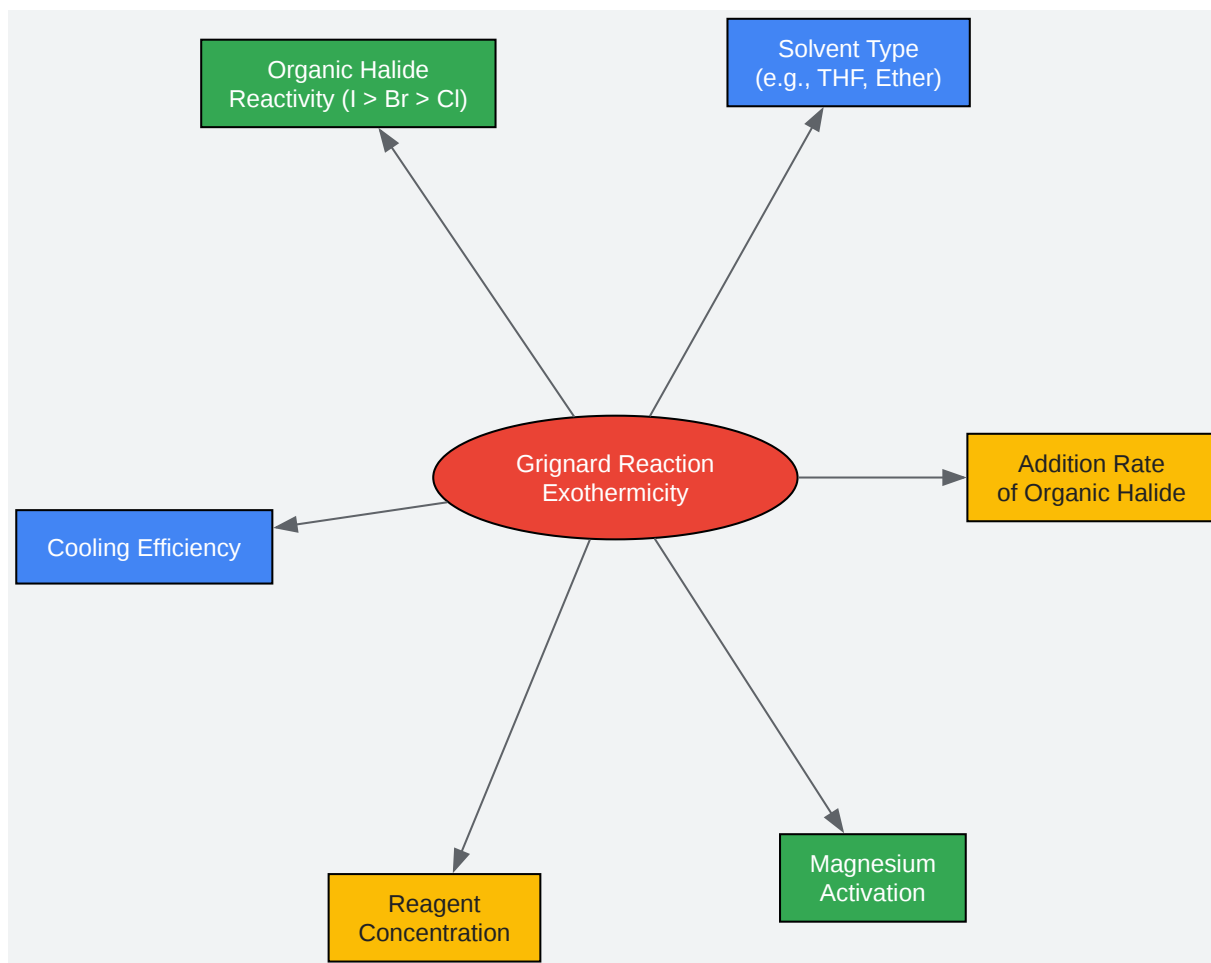 Organic Halide
Reactivity (I > Br > Cl)
Solvent Type
(e.g., THF, Ether)
Grignard Reaction
Exothermicity
Addition Rate
of Organic Halide
Cooling Efficiency
Reagent
Concentration
Magnesium
Activation